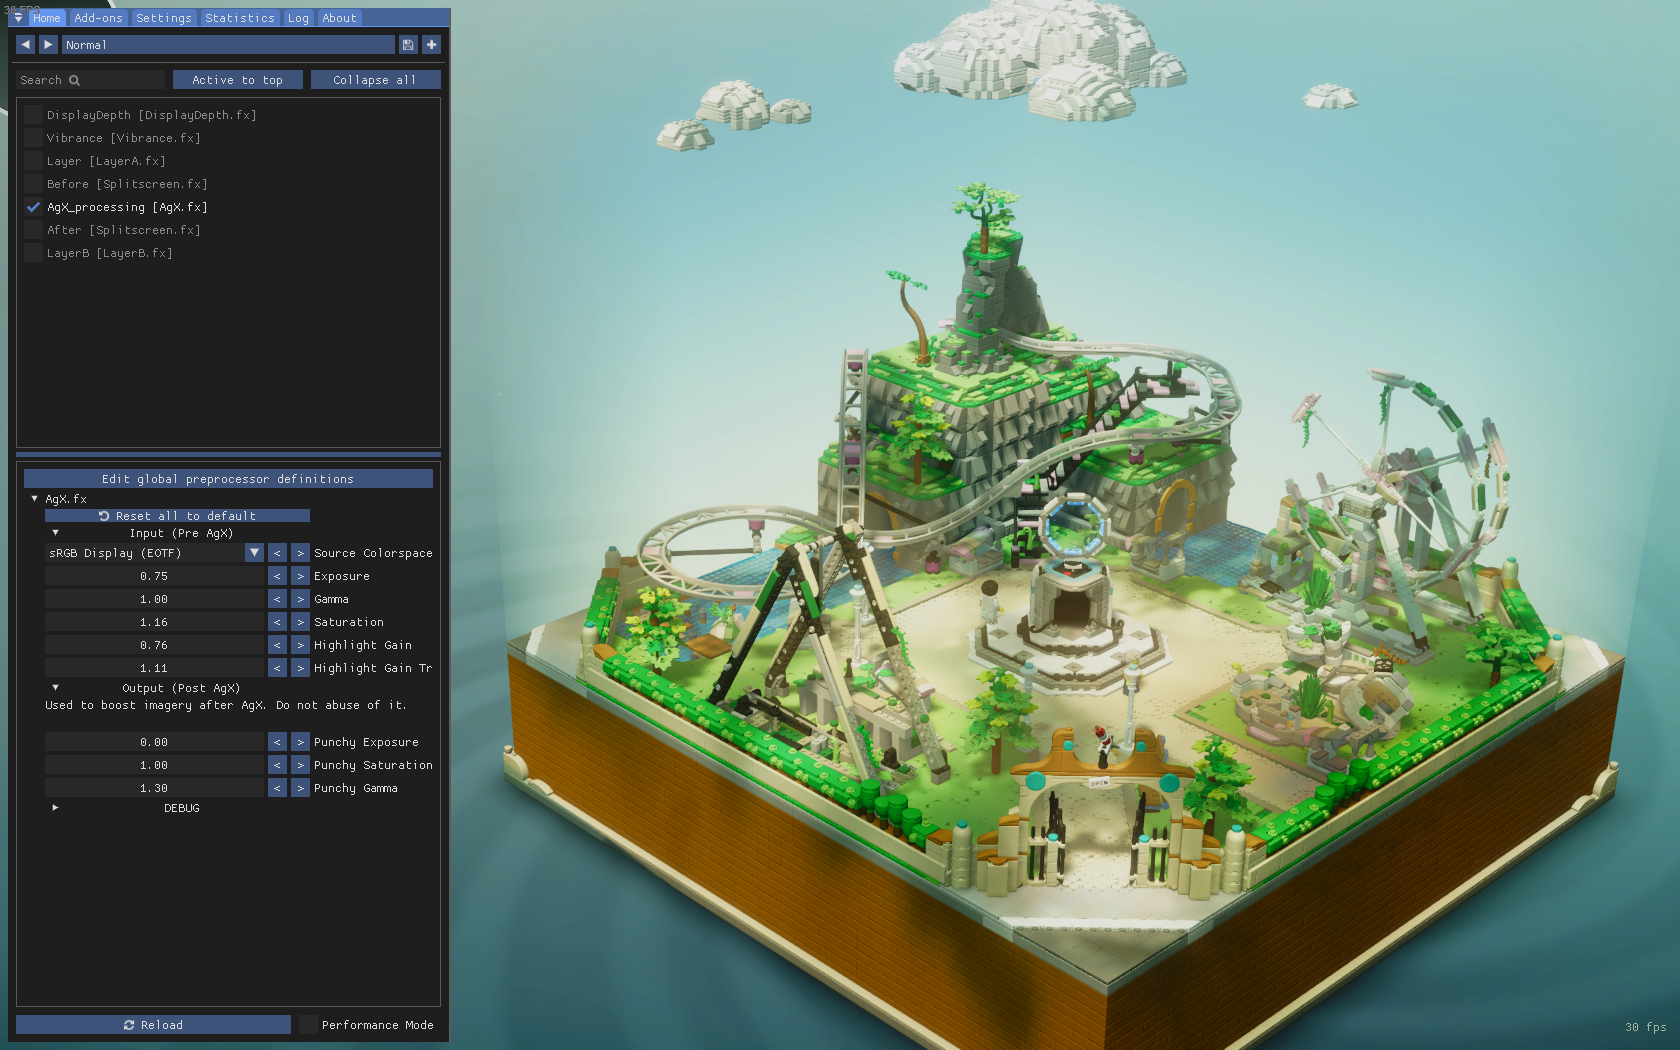 30 FPS
Home Add-ons Settings Statistics Log About
Normal
Search Active to top Collapse all
DisplayDepth [DisplayDepth.fx]
Vibrance [Vibrance.fx]
Layer [LayerA.fx]
Before [Splitscreen.fx]
AgX_processing [AgX.fx]
After [Splitscreen.fx]
LayerB [LayerB.fx]
Edit global preprocessor definitions
AgX.fx
Reset all to default
Input (Pre AgX)
sRGB Display (EOTF) < > Source Colorspace
0.75 < > Exposure
1.00 < > Gamma
1.16 < > Saturation
0.76 < > Highlight Gain
1.11 < > Highlight Gain Tr
Output (Post AgX)
Used to boost imagery after AgX. Do not abuse of it.
0.00 < > Punchy Exposure
1.00 < > Punchy Saturation
1.30 < > Punchy Gamma
DEBUG
Reload Performance Mode
30 fps